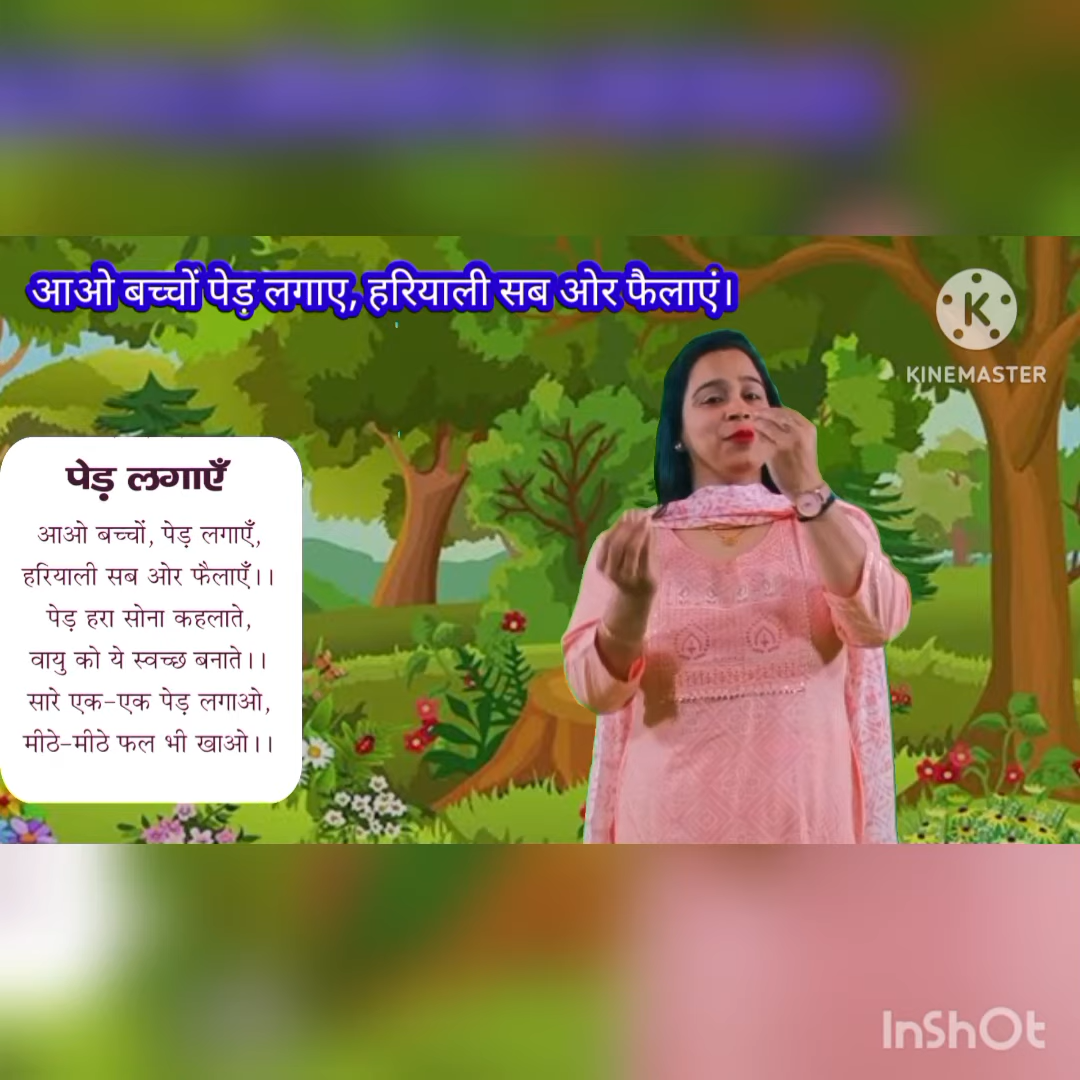 आओ बच्चों पेड़ लगाए, हरियाली सब ओर फैलाएं।
KINEMASTER
पेड़ लगाएँ
आओ बच्चों, पेड़ लगाएँ,
हरियाली सब ओर फैलाएँ।।
पेड़ हरा सोना कहलाते,
वायु को ये स्वच्छ बनाते।।
सारे एक-एक पेड़ लगाओ,
मीठे-मीठे फल भी खाओ।।
InShOt